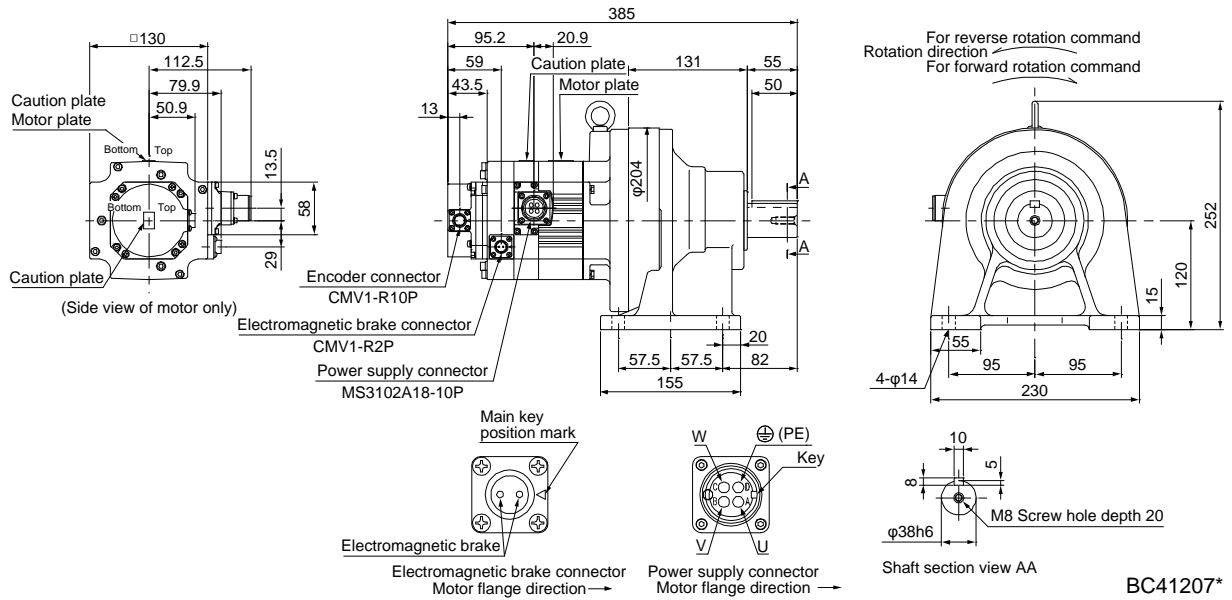 □130
112.5
79.9
50.9
Caution plate
Motor plate
Bottom
Top
Bottom
Top
13.5
58
29
Caution plate
(Side view of motor only)
385
95.2
20.9
59
Caution plate
131
55
43.5
Motor plate
50
13
φ204
A
A
Encoder connector
CMV1-R10P
Electromagnetic brake connector
CMV1-R2P
Power supply connector
MS3102A18-10P
20
57.5
57.5
82
155
For reverse rotation command
Rotation direction
For forward rotation command
252
120
15
55
4-φ14
95
95
230
Main key
position mark
Electromagnetic brake
Electromagnetic brake connector
Motor flange direction
W
(PE)
Key
C
D
B
A
V
U
Power supply connector
Motor flange direction
10
5
8
M8 Screw hole depth 20
φ38h6
Shaft section view AA
BC41207*